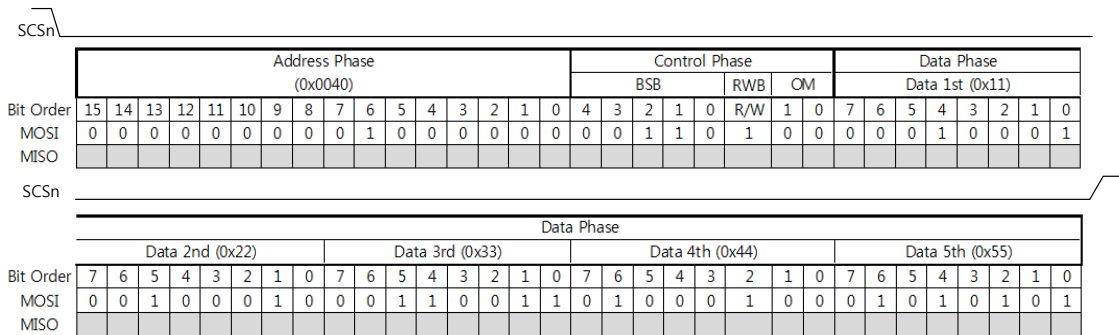 SCSn
Address Phase Control Phase Data Phase
(0x0040) BSB RWB OM Data 1st (0x11)
Bit Order 15 14 13 12 11 10 9 8 7 6 5 4 3 2 1 0 4 3 2 1 0 R/W 1 0 7 6 5 4 3 2 1 0
MOSI 0 0 0 0 0 0 0 0 0 1 0 0 0 0 0 0 0 0 1 1 0 1 0 0 0 0 0 1 0 0 0 1
MISO
SCSn
Data Phase
Data 2nd (0x22) Data 3rd (0x33) Data 4th (0x44) Data 5th (0x55)
Bit Order 7 6 5 4 3 2 1 0 7 6 5 4 3 2 1 0 7 6 5 4 3 2 1 0 7 6 5 4 3 2 1 0
MOSI 0 0 1 0 0 0 1 0 0 0 1 1 0 0 1 1 0 1 0 0 0 1 0 0 0 1 0 1 0 1 0 1
MISO